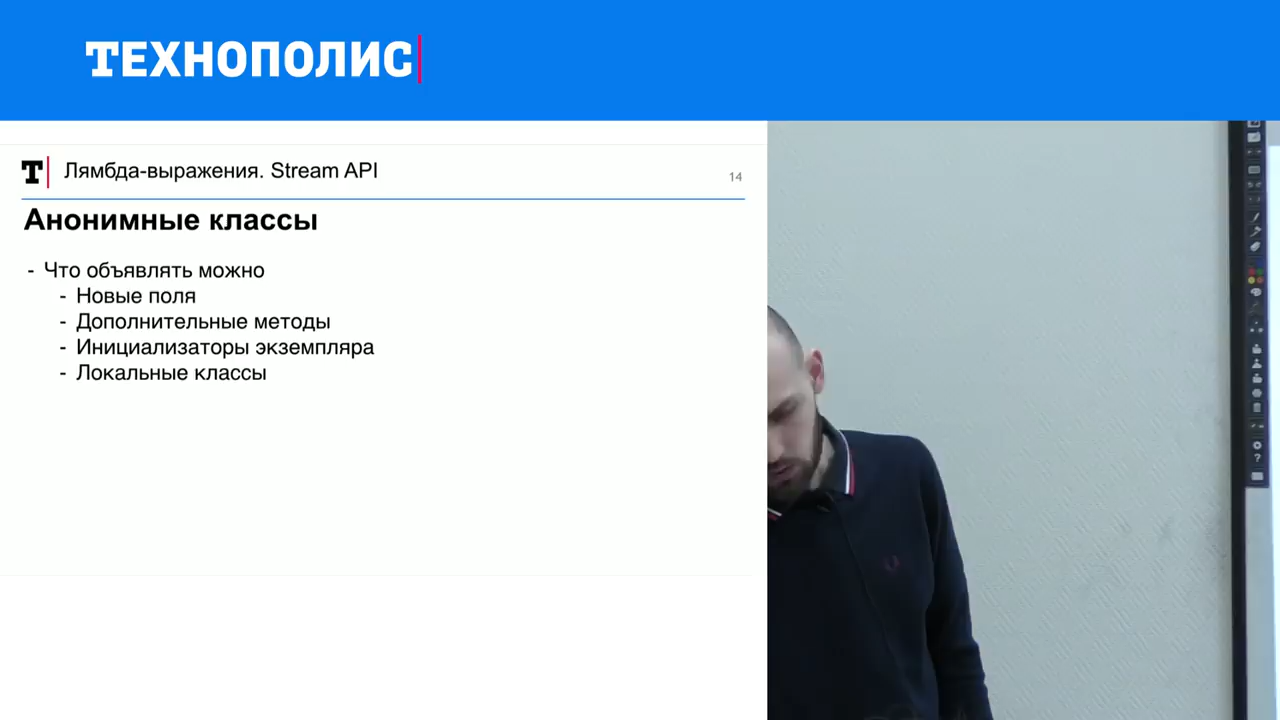 ТЕХНОПОЛИС
Т Лямбда-выражения. Stream API
14
Анонимные классы
- Что объявлять можно
- Новые поля
- Дополнительные методы
- Инициализаторы экземпляра
- Локальные классы
?